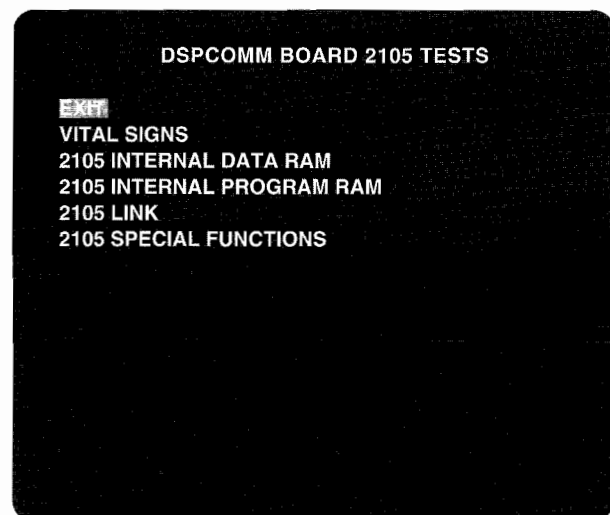 DSPCOMM BOARD 2105 TESTS
EXIT
VITAL SIGNS
2105 INTERNAL DATA RAM
2105 INTERNAL PROGRAM RAM
2105 LINK
2105 SPECIAL FUNCTIONS